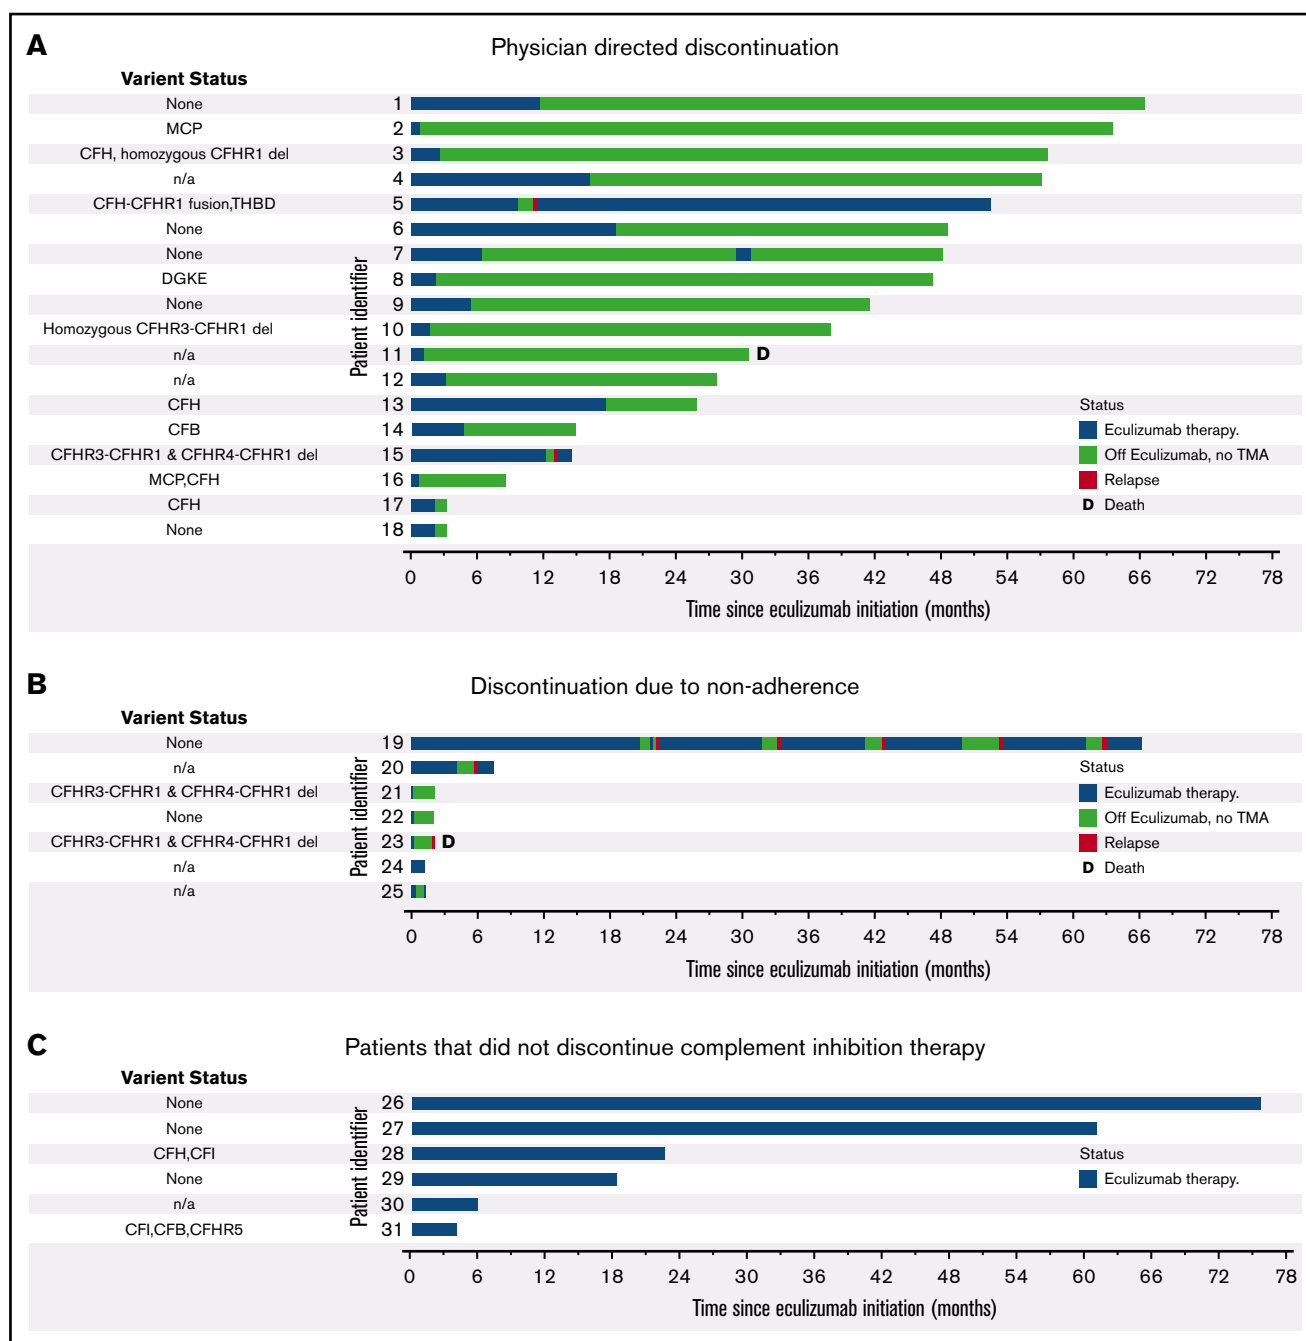 A
Physician directed discontinuation
Varient Status
None 1
MCP 2
CFH, homozygous CFHR1 del 3
n/a 4
CFH-CFHR1 fusion,THBD 5
None 6
None 7
DGKE 8
None 9
Homozygous CFHR3-CFHR1 del 10
n/a 11 D
n/a 12
CFH 13
CFB 14
CFHR3-CFHR1 & CFHR4-CFHR1 del 15
MCP,CFH 16
CFH 17
None 18
Patient identifier
Status
Eculizumab therapy.
Off Eculizumab, no TMA
Relapse
D Death
0 6 12 18 24 30 36 42 48 54 60 66 72 78
Time since eculizumab initiation (months)
B
Discontinuation due to non-adherence
Varient Status
None 19
n/a 20
CFHR3-CFHR1 & CFHR4-CFHR1 del 21
None 22
CFHR3-CFHR1 & CFHR4-CFHR1 del 23 D
n/a 24
n/a 25
Patient identifier
Status
Eculizumab therapy.
Off Eculizumab, no TMA
Relapse
D Death
0 6 12 18 24 30 36 42 48 54 60 66 72 78
Time since eculizumab initiation (months)
C
Patients that did not discontinue complement inhibition therapy
Varient Status
None 26
None 27
CFH,CFI 28
None 29
n/a 30
CFI,CFB,CFHR5 31
Patient identifier
Status
Eculizumab therapy.
0 6 12 18 24 30 36 42 48 54 60 66 72 78
Time since eculizumab initiation (months)